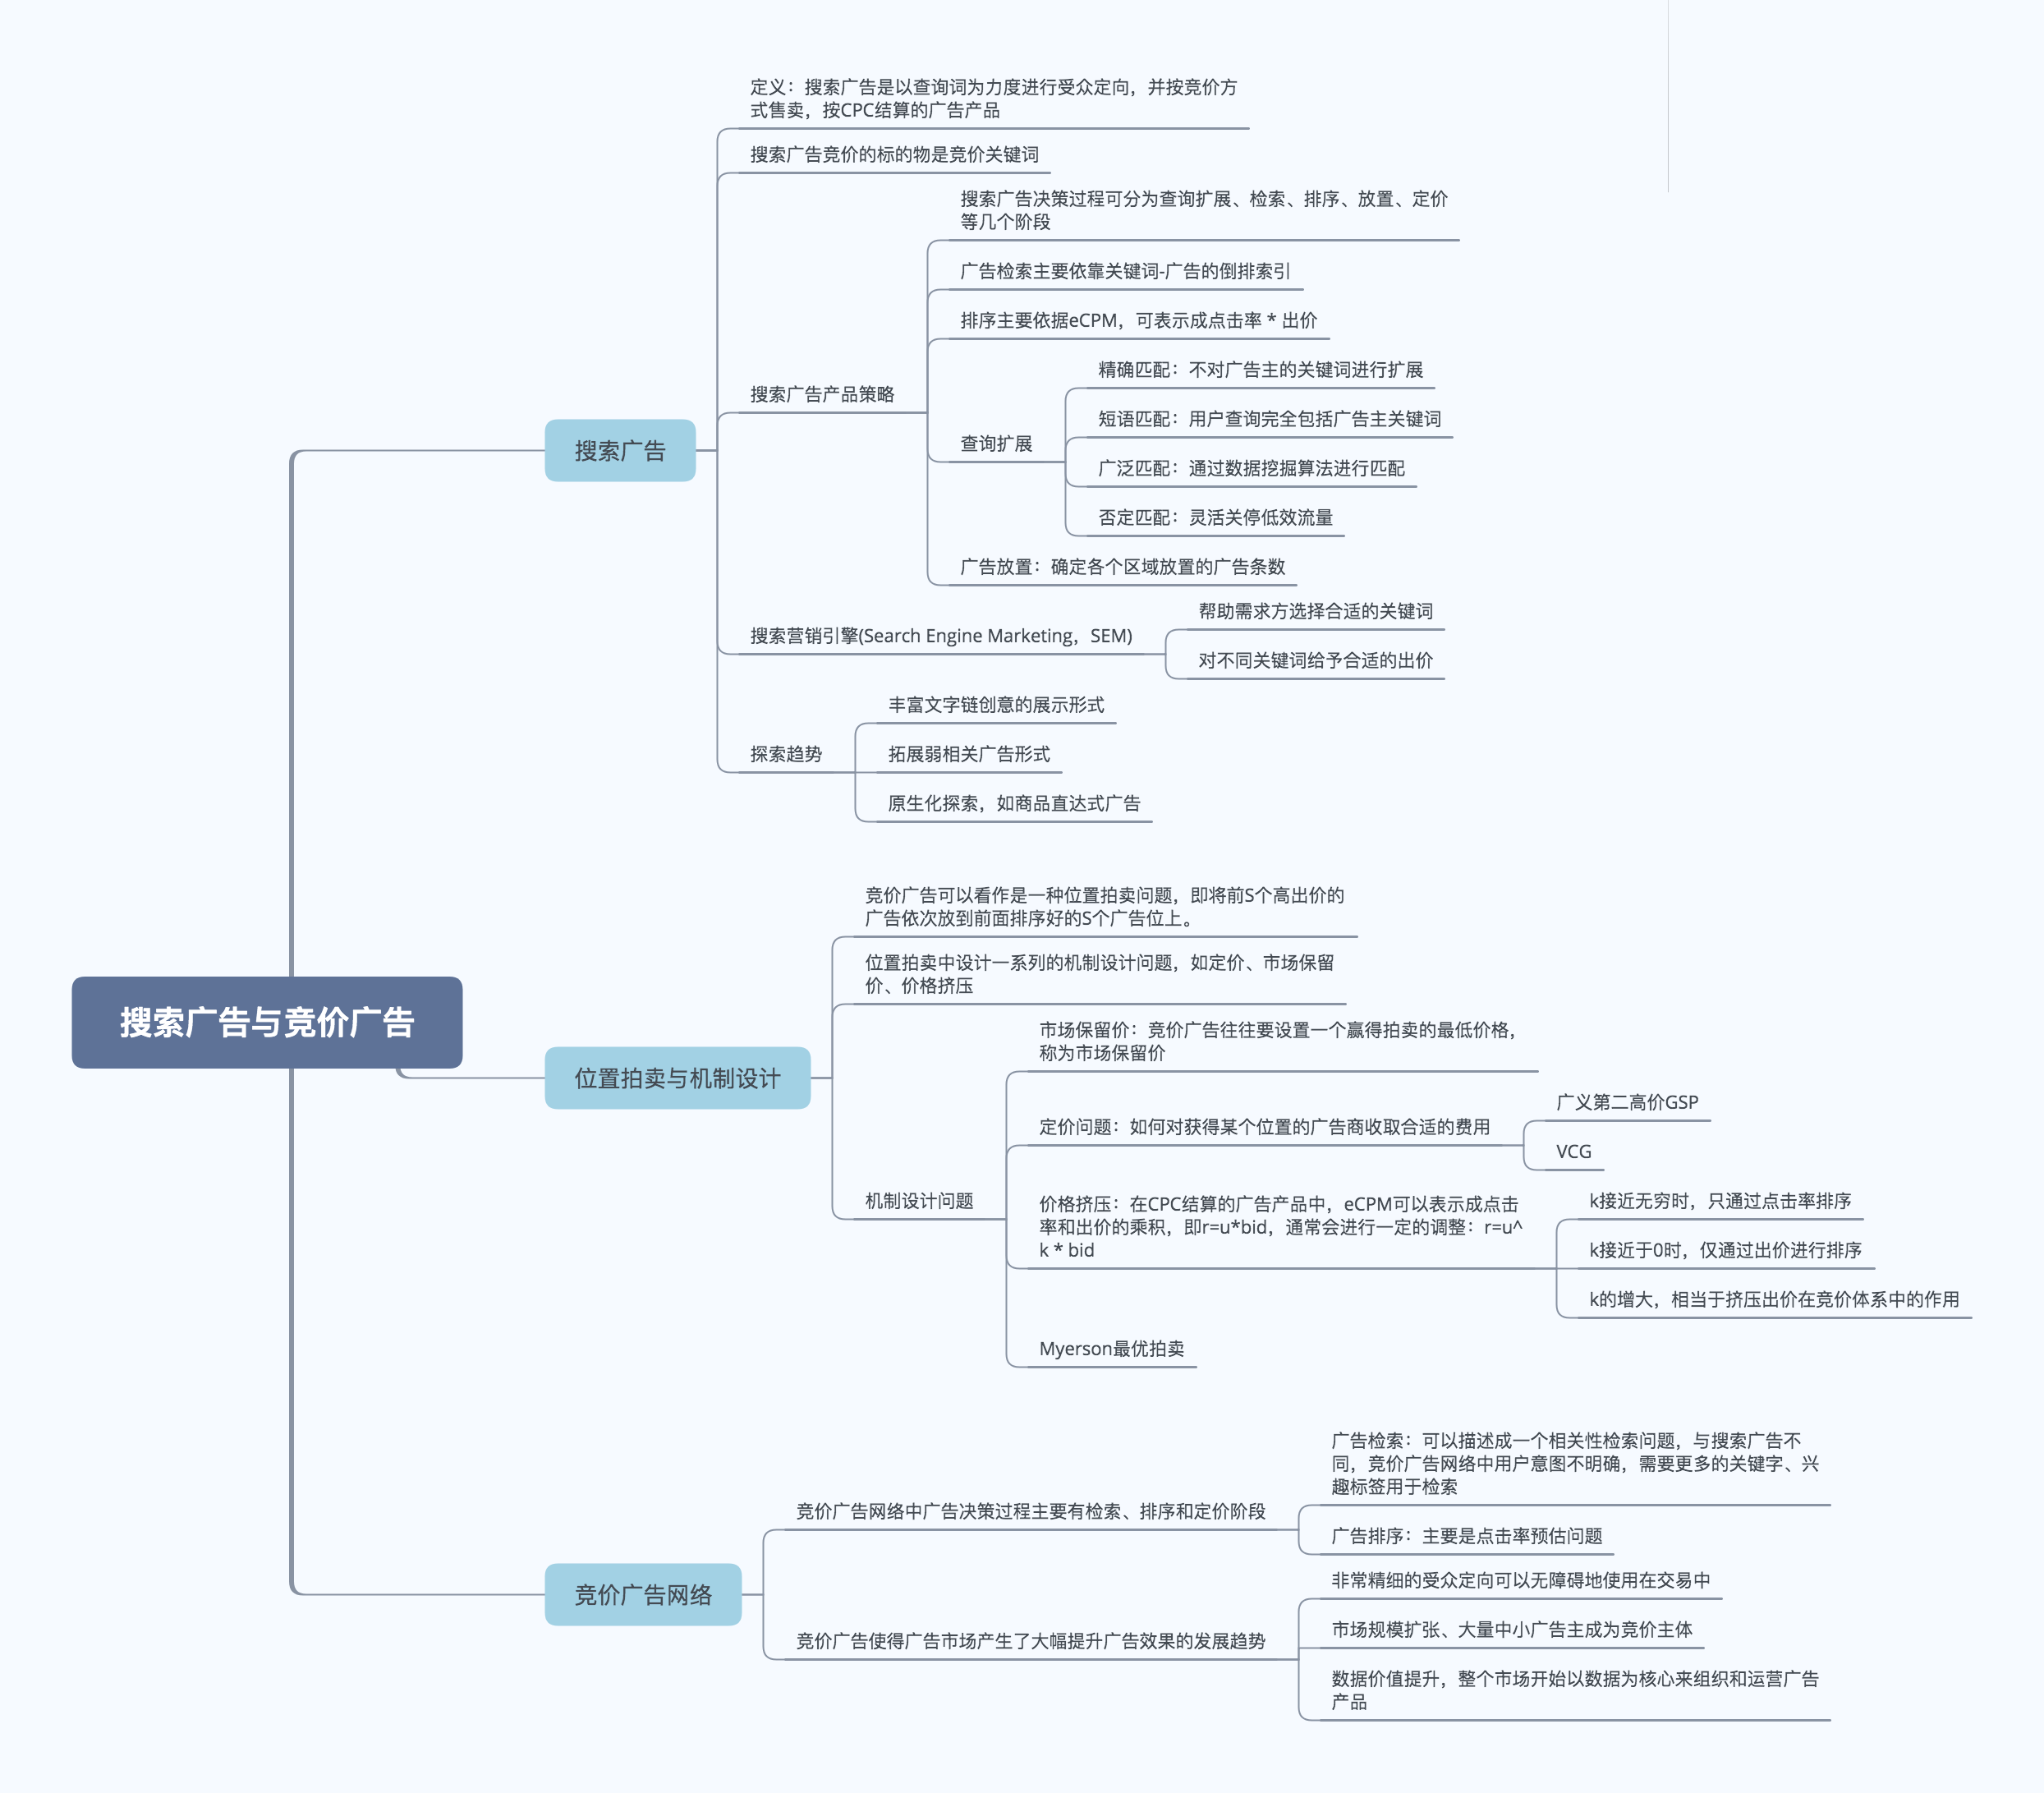 搜索广告与竞价广告
搜索广告
定义：搜索广告是以查询词为力度进行受众定向，并按竞价方
式售卖，按CPC结算的广告产品
搜索广告竞价的标的物是竞价关键词
搜索广告产品策略
搜索广告决策过程可分为查询扩展、检索、排序、放置、定价
等几个阶段
广告检索主要依靠关键词-广告的倒排索引
排序主要依据eCPM，可表示成点击率 * 出价
查询扩展
精确匹配：不对广告主的关键词进行扩展
短语匹配：用户查询完全包括广告主关键词
广泛匹配：通过数据挖掘算法进行匹配
否定匹配：灵活关停低效流量
广告放置：确定各个区域放置的广告条数
搜索营销引擎(Search Engine Marketing，SEM)
帮助需求方选择合适的关键词
对不同关键词给予合适的出价
探索趋势
丰富文字链创意的展示形式
拓展弱相关广告形式
原生化探索，如商品直达式广告
位置拍卖与机制设计
竞价广告可以看作是一种位置拍卖问题，即将前S个高出价的
广告依次放到前面排序好的S个广告位上。
位置拍卖中设计一系列的机制设计问题，如定价、市场保留
价、价格挤压
机制设计问题
市场保留价：竞价广告往往要设置一个赢得拍卖的最低价格，
称为市场保留价
定价问题：如何对获得某个位置的广告商收取合适的费用
广义第二高价GSP
VCG
价格挤压：在CPC结算的广告产品中，eCPM可以表示成点击
率和出价的乘积，即r=u*bid，通常会进行一定的调整：r=u^
k * bid
k接近无穷时，只通过点击率排序
k接近于0时，仅通过出价进行排序
k的增大，相当于挤压出价在竞价体系中的作用
Myerson最优拍卖
竞价广告网络
竞价广告网络中广告决策过程主要有检索、排序和定价阶段
广告检索：可以描述成一个相关性检索问题，与搜索广告不
同，竞价广告网络中用户意图不明确，需要更多的关键字、兴
趣标签用于检索
广告排序：主要是点击率预估问题
竞价广告使得广告市场产生了大幅提升广告效果的发展趋势
非常精细的受众定向可以无障碍地使用在交易中
市场规模扩张、大量中小广告主成为竞价主体
数据价值提升，整个市场开始以数据为核心来组织和运营广告
产品